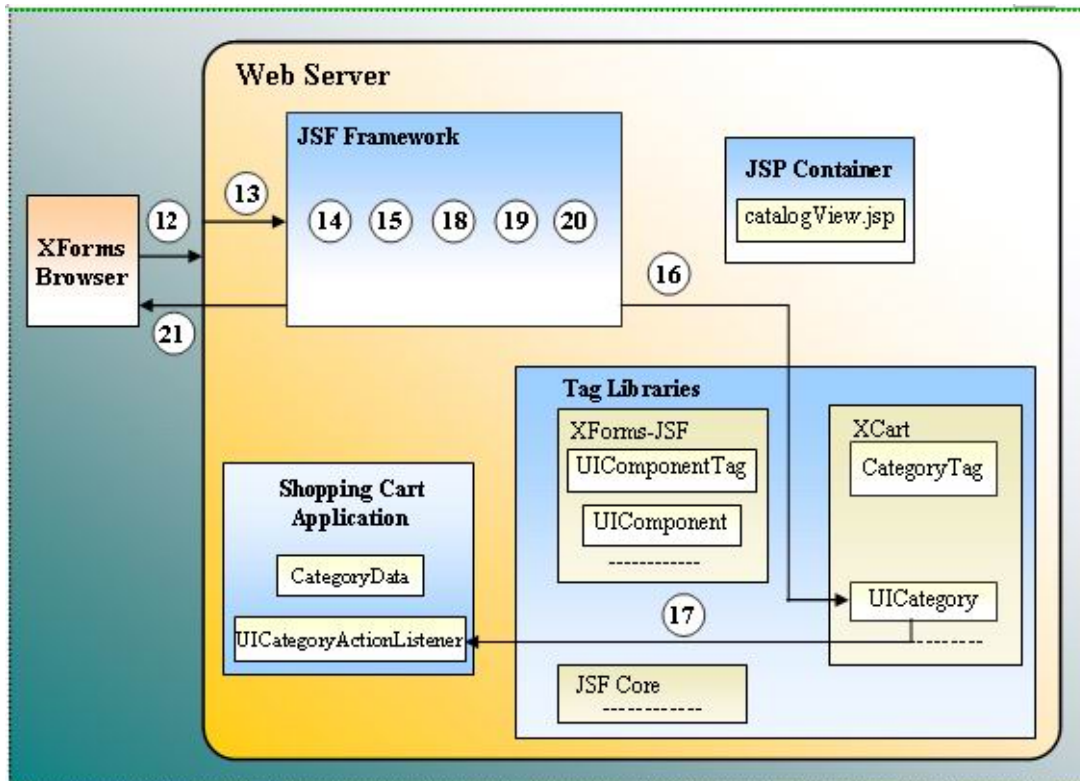 Web Server
JSF Framework
JSP Container
catalogView.jsp
13
12
14 15 18 19 20
XForms
Browser
16
21
Tag Libraries
XForms-JSF
UIComponentTag
UIComponent
------------
XCart
CategoryTag
UICategory
---------
Shopping Cart
Application
CategoryData
UICategoryActionListener
17
JSF Core
------------